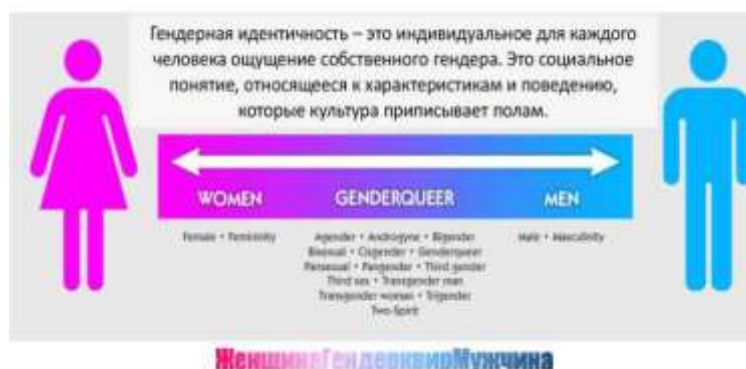 Гендерная идентичность – это индивидуальное для каждого
человека ощущение собственного гендера. Это социальное
понятие, относящееся к характеристикам и поведению,
которые культура приписывает полам.
WOMEN GENDERQUEER MEN
Female • Femininity
Agender • Androgyne • Bigender
Bisexual • Cisgender • Genderqueer
Pansexual • Pangender • Third gender
Third sex • Transgender man
Transgender woman • Trigender
Two-Spirit
Male • Masculinity
ЖенщинаГендерквирМужчина